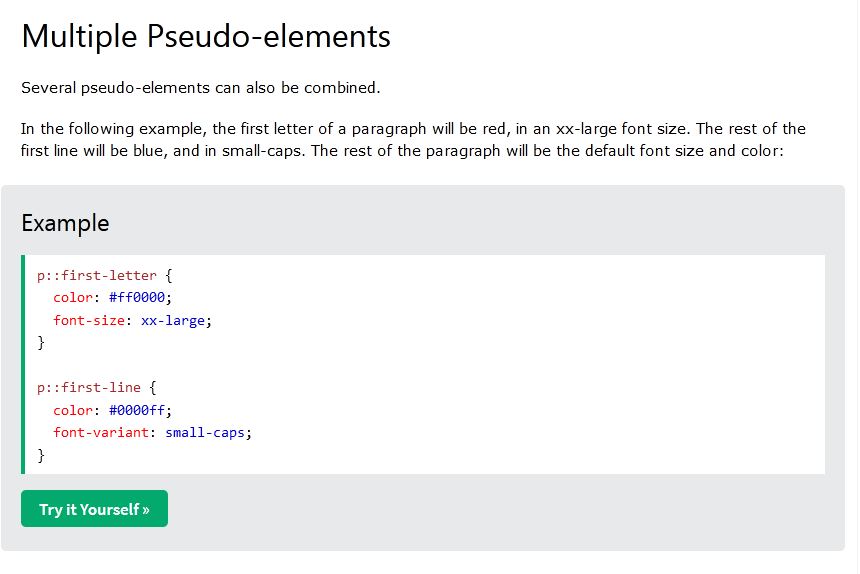 Multiple Pseudo-elements
Several pseudo-elements can also be combined.
In the following example, the first letter of a paragraph will be red, in an xx-large font size. The rest of the
first line will be blue, and in small-caps. The rest of the paragraph will be the default font size and color:
Example
p::first-letter {
  color: #ff0000;
  font-size: xx-large;
}

p::first-line {
  color: #0000ff;
  font-variant: small-caps;
}
Try it Yourself »